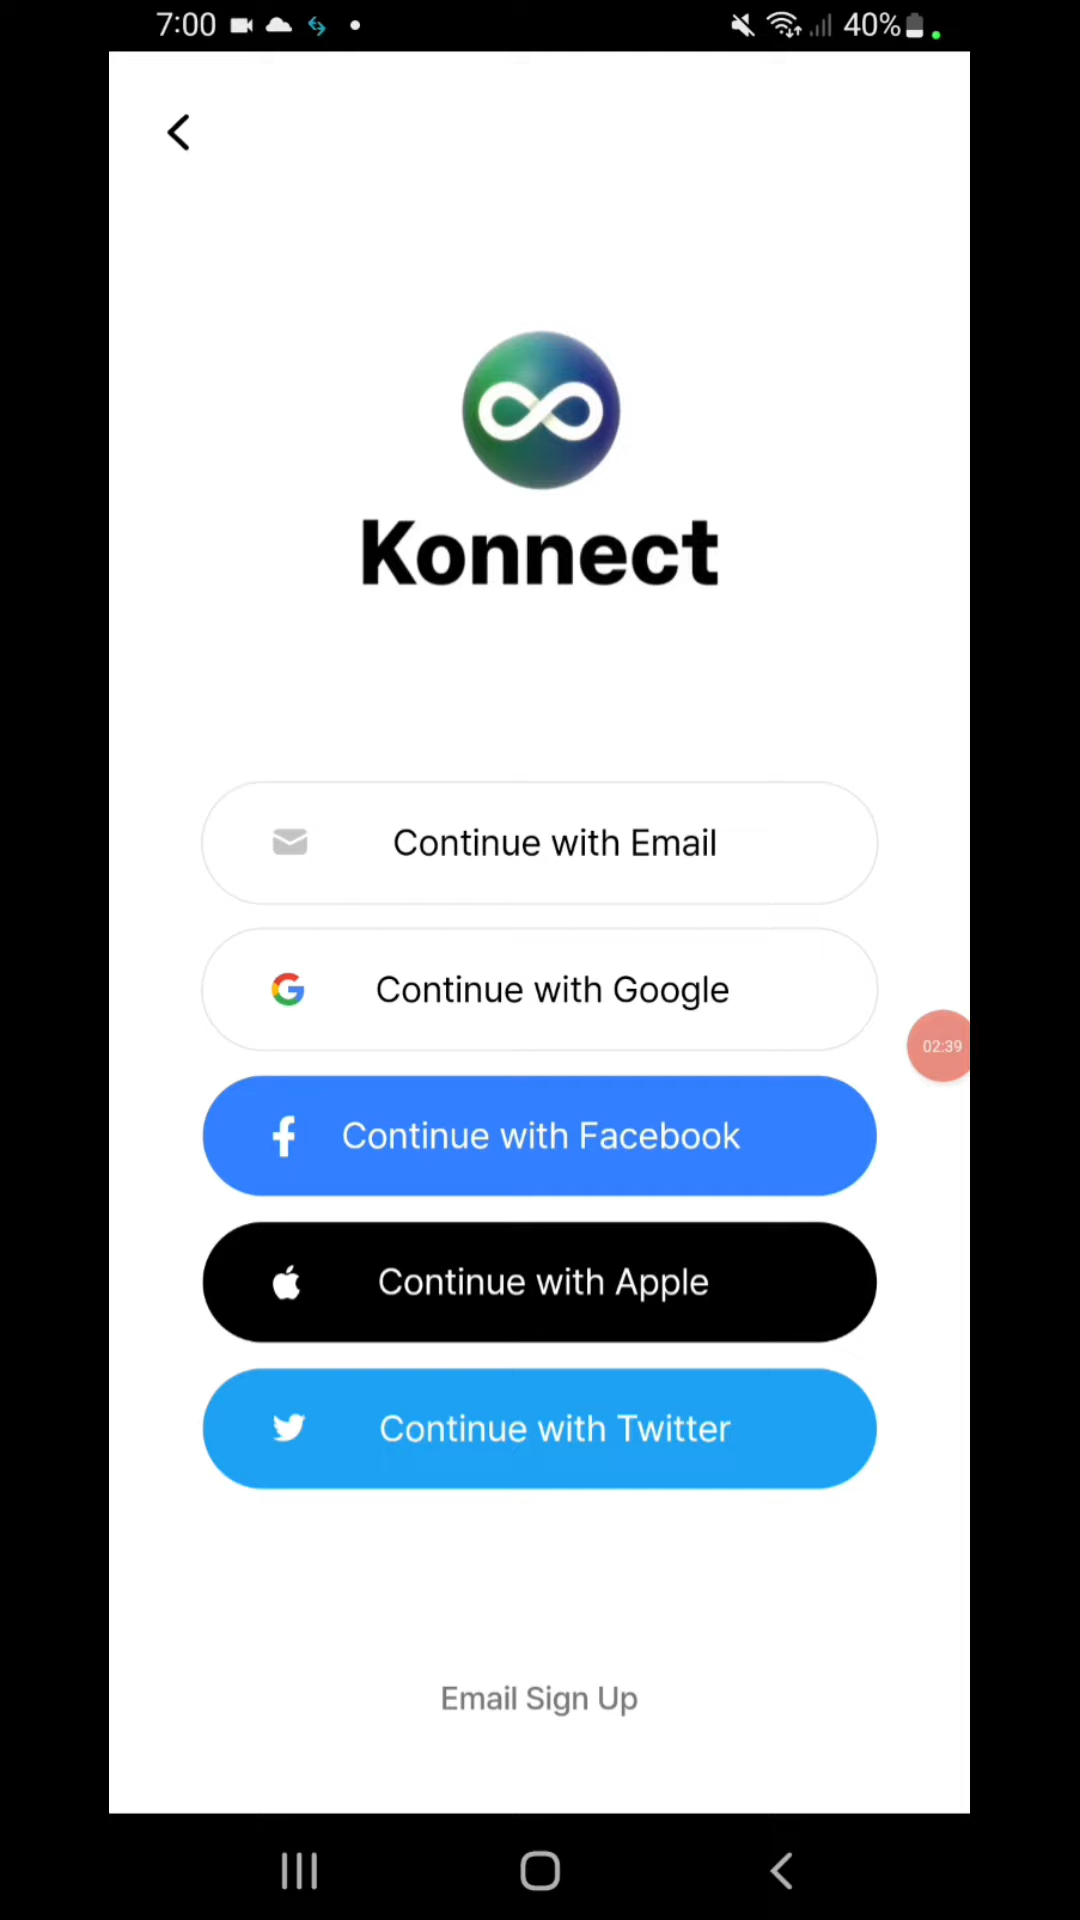 7:00 40%
Konnect
Continue with Email
Continue with Google
02:39
Continue with Facebook
Continue with Apple
Continue with Twitter
Email Sign Up